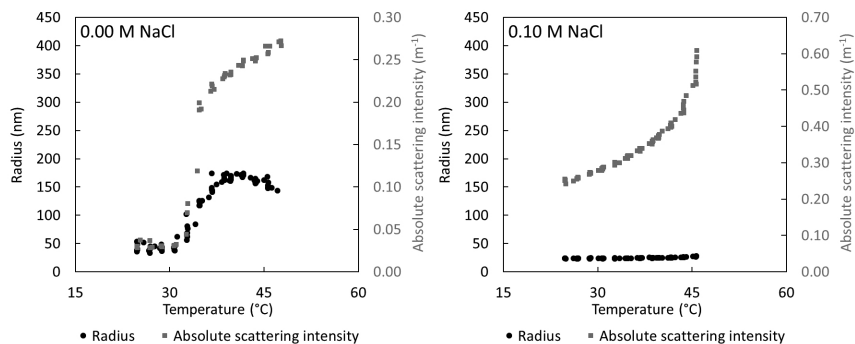 0.00 M NaCl
450
400
350
300
250
200
150
100
50
0
Radius (nm)
0.30
0.25
0.20
0.15
0.10
0.05
0.00
Absolute scattering intensity (m⁻¹)
15 30 45 60
Temperature (°C)
● Radius ■ Absolute scattering intensity
0.10 M NaCl
450
400
350
300
250
200
150
100
50
0
Radius (nm)
0.70
0.60
0.50
0.40
0.30
0.20
0.10
0.00
Absolute scattering intensity (m⁻¹)
15 30 45 60
Temperature (°C)
● Radius ■ Absolute scattering intensity